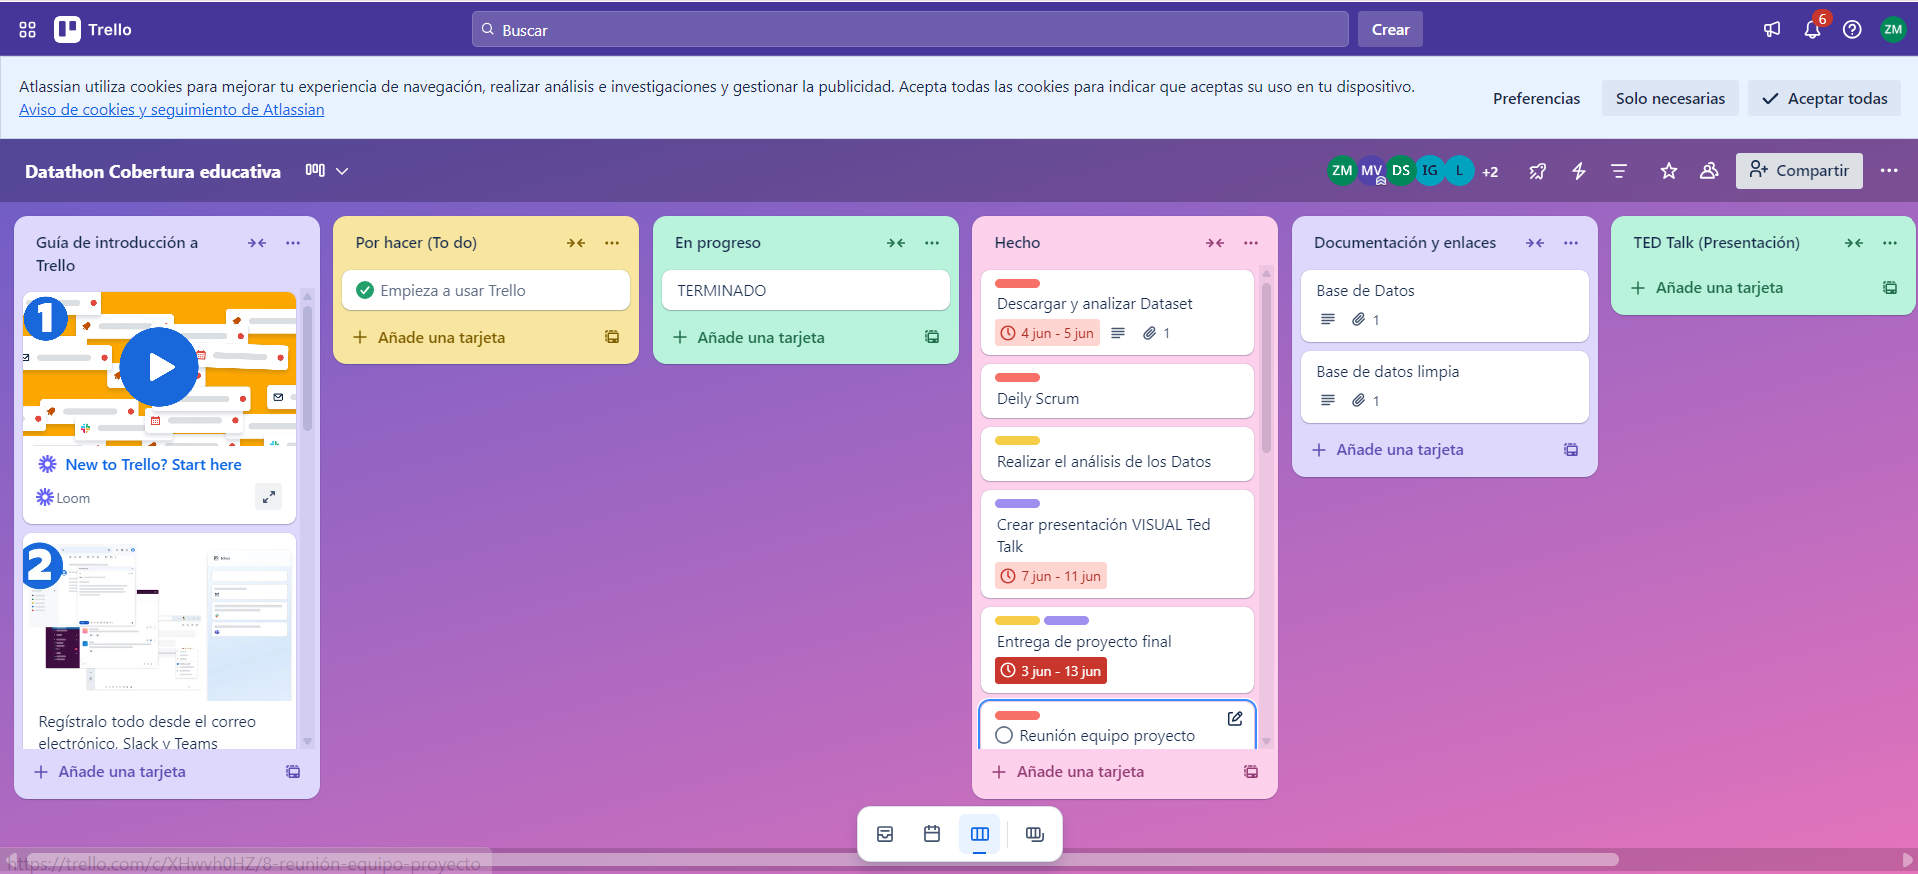 Trello
Buscar
Crear
6
ZM
Atlassian utiliza cookies para mejorar tu experiencia de navegación, realizar análisis e investigaciones y gestionar la publicidad. Acepta todas las cookies para indicar que aceptas su uso en tu dispositivo.
Aviso de cookies y seguimiento de Atlassian
Preferencias
Solo necesarias
Aceptar todas
Datathon Cobertura educativa
ZM MV DS IG L +2
Compartir
Guía de introducción a
Trello
1
New to Trello? Start here
Loom
2
Regístralo todo desde el correo
electrónico, Slack y Teams
Añade una tarjeta
Por hacer (To do)
Empieza a usar Trello
Añade una tarjeta
En progreso
TERMINADO
Añade una tarjeta
Hecho
Descargar y analizar Dataset
4 jun - 5 jun 1
Deily Scrum
Realizar el análisis de los Datos
Crear presentación VISUAL Ted
Talk
7 jun - 11 jun
Entrega de proyecto final
3 jun - 13 jun
Reunión equipo proyecto
Añade una tarjeta
Documentación y enlaces
Base de Datos
1
Base de datos limpia
1
Añade una tarjeta
TED Talk (Presentación)
Añade una tarjeta
https://trello.com/c/XHwvh0HZ/8-reunión-equipo-proyecto